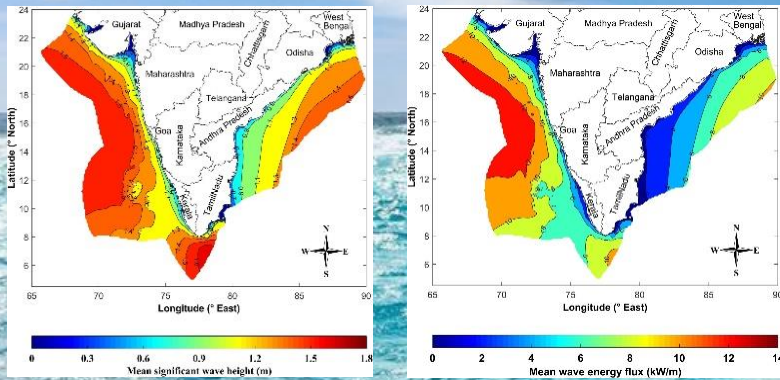 24
22
20
18
16
14
12
10
8
6
Latitude (° North)
Gujarat
Madhya Pradesh
Chhattisgarh
West
Bengal
Odisha
Maharashtra
Telangana
Andhra Pradesh
Goa
Karnataka
Kerala
TamilNadu
N
W E
S
65 70 75 80 85 90
Longitude (° East)
0 0.3 0.6 0.9 1.2 1.5 1.8
Mean significant wave height (m)
24
22
20
18
16
14
12
10
8
6
Latitude (° North)
Gujarat
Madhya Pradesh
Chhattisgarh
West
Bengal
Odisha
Maharashtra
Telangana
Andhra Pradesh
Goa
Karnataka
Kerala
TamilNadu
N
W E
S
65 70 75 80 85 90
Longitude (° East)
0 2 4 6 8 10 12 14
Mean wave energy flux (kW/m)